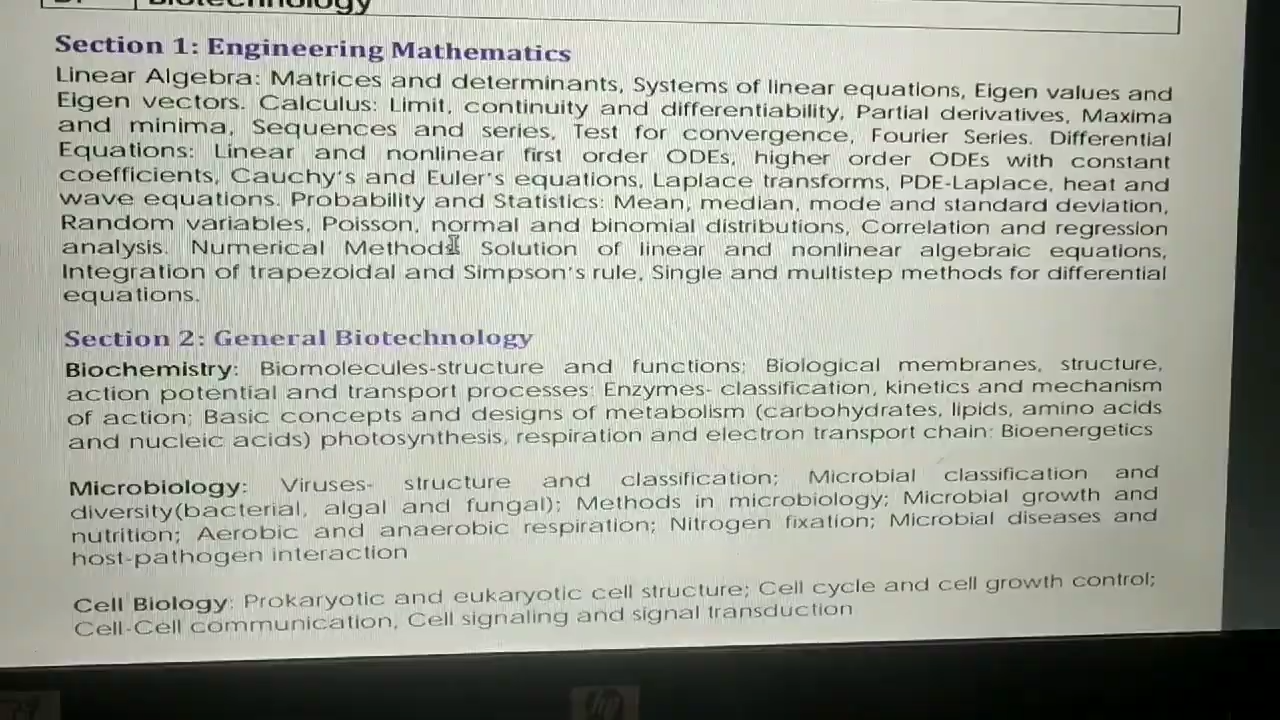 Biotechnology
Section 1: Engineering Mathematics
Linear Algebra: Matrices and determinants, Systems of linear equations, Eigen values and
Eigen vectors. Calculus: Limit, continuity and differentiability, Partial derivatives, Maxima
and minima, Sequences and series, Test for convergence, Fourier Series. Differential
Equations: Linear and nonlinear first order ODEs, higher order ODEs with constant
coefficients, Cauchy's and Euler's equations, Laplace transforms, PDE-Laplace, heat and
wave equations. Probability and Statistics: Mean, median, mode and standard deviation,
Random variables, Poisson, normal and binomial distributions, Correlation and regression
analysis. Numerical Methods Solution of linear and nonlinear algebraic equations,
Integration of trapezoidal and Simpson's rule, Single and multistep methods for differential
equations.
Section 2: General Biotechnology
Biochemistry: Biomolecules-structure and functions; Biological membranes, structure,
action potential and transport processes; Enzymes- classification, kinetics and mechanism
of action; Basic concepts and designs of metabolism (carbohydrates, lipids, amino acids
and nucleic acids) photosynthesis, respiration and electron transport chain; Bioenergetics
Microbiology: Viruses- structure and classification; Microbial classification and
diversity(bacterial, algal and fungal); Methods in microbiology; Microbial growth and
nutrition; Aerobic and anaerobic respiration; Nitrogen fixation; Microbial diseases and
host-pathogen interaction
Cell Biology: Prokaryotic and eukaryotic cell structure; Cell cycle and cell growth control;
Cell-Cell communication, Cell signaling and signal transduction
hp